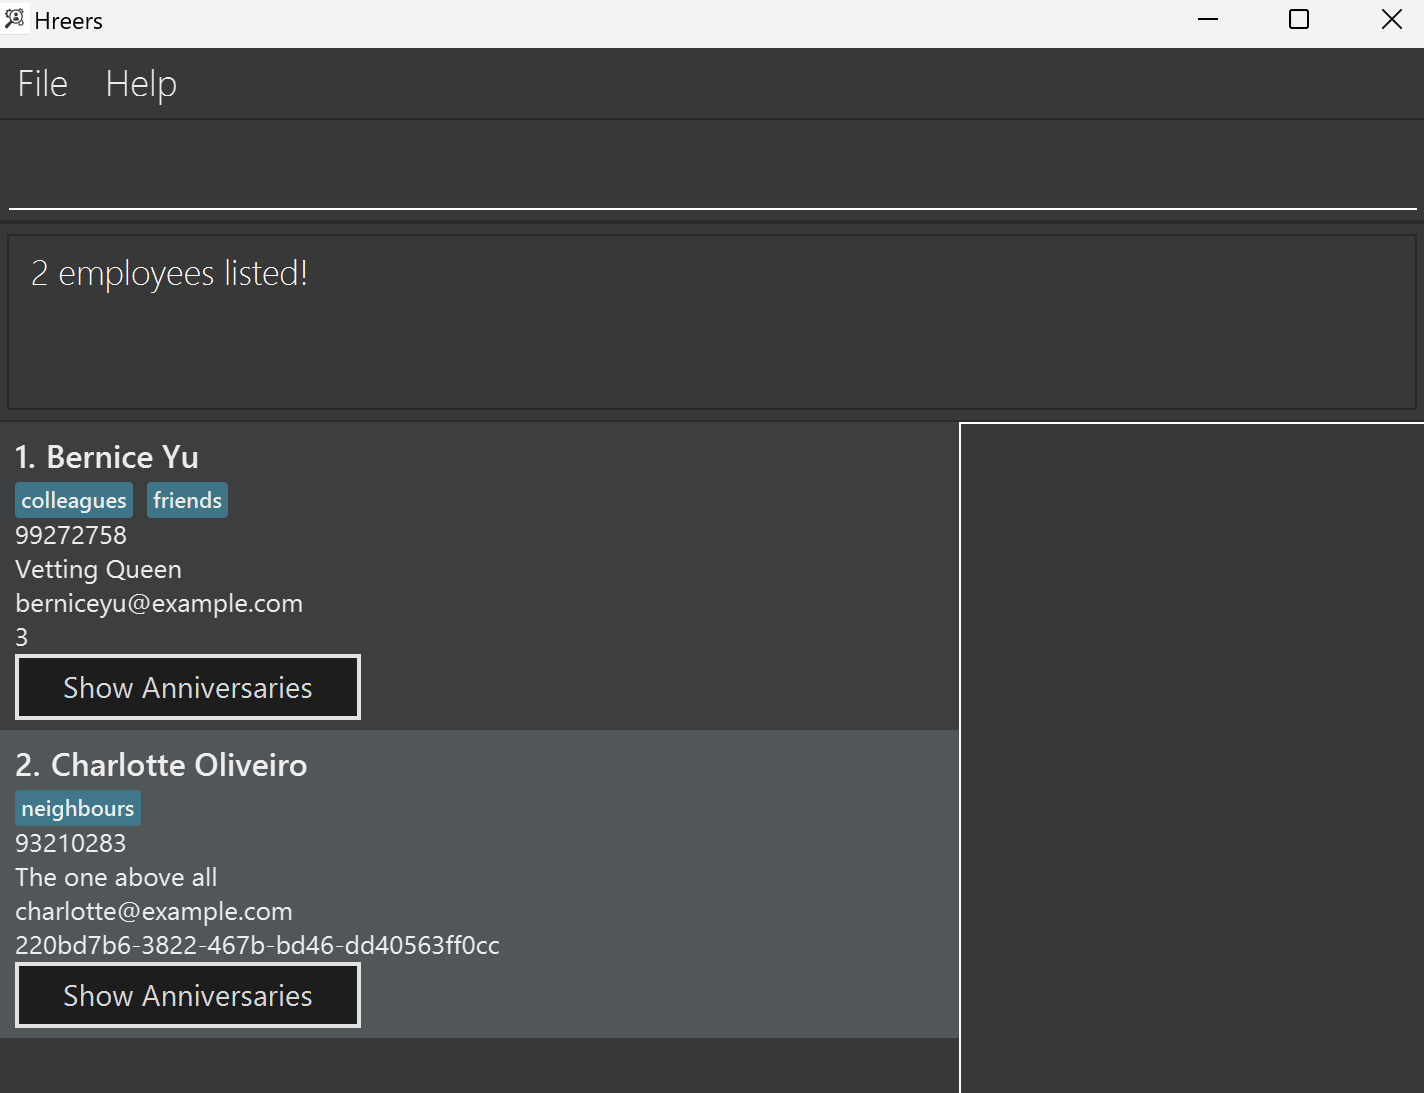 Hreers
File Help
2 employees listed!
1. Bernice Yu
colleagues friends
99272758
Vetting Queen
berniceyu@example.com
3
Show Anniversaries
2. Charlotte Oliveiro
neighbours
93210283
The one above all
charlotte@example.com
220bd7b6-3822-467b-bd46-dd40563ff0cc
Show Anniversaries